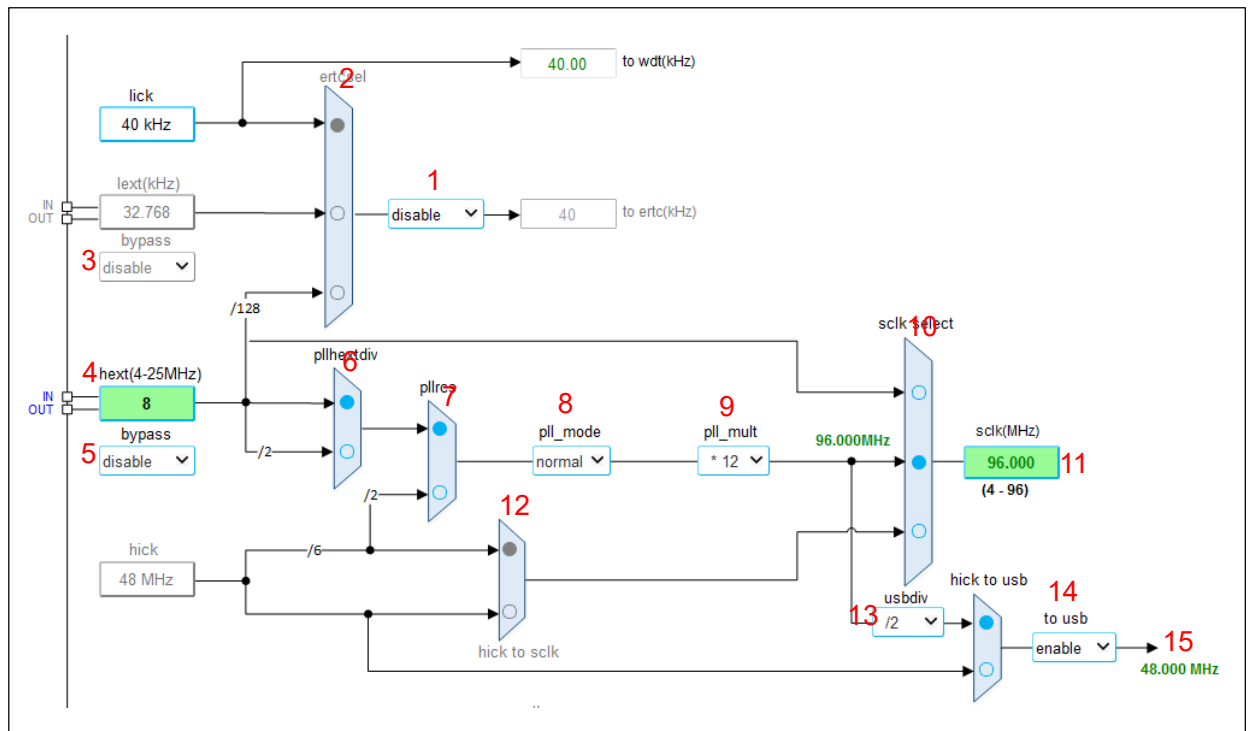 40.00
to wdt(kHz)
2
ertcsel
lick
40 kHz
lext(kHz)
32.768
IN
OUT
1
disable
40
to ertc(kHz)
bypass
3
disable
/128
sclk select
10
pllhextdiv
6
4
hext(4-25MHz)
8
IN
OUT
pllrcs
7
8
pll_mode
normal
9
pll_mult
* 12
96.000MHz
sclk(MHz)
96.000
11
(4 - 96)
bypass
5
disable
/2
/2
12
hick
48 MHz
/6
hick to sclk
hick to usb
usbdiv
13
/2
14
to usb
enable
15
48.000 MHz